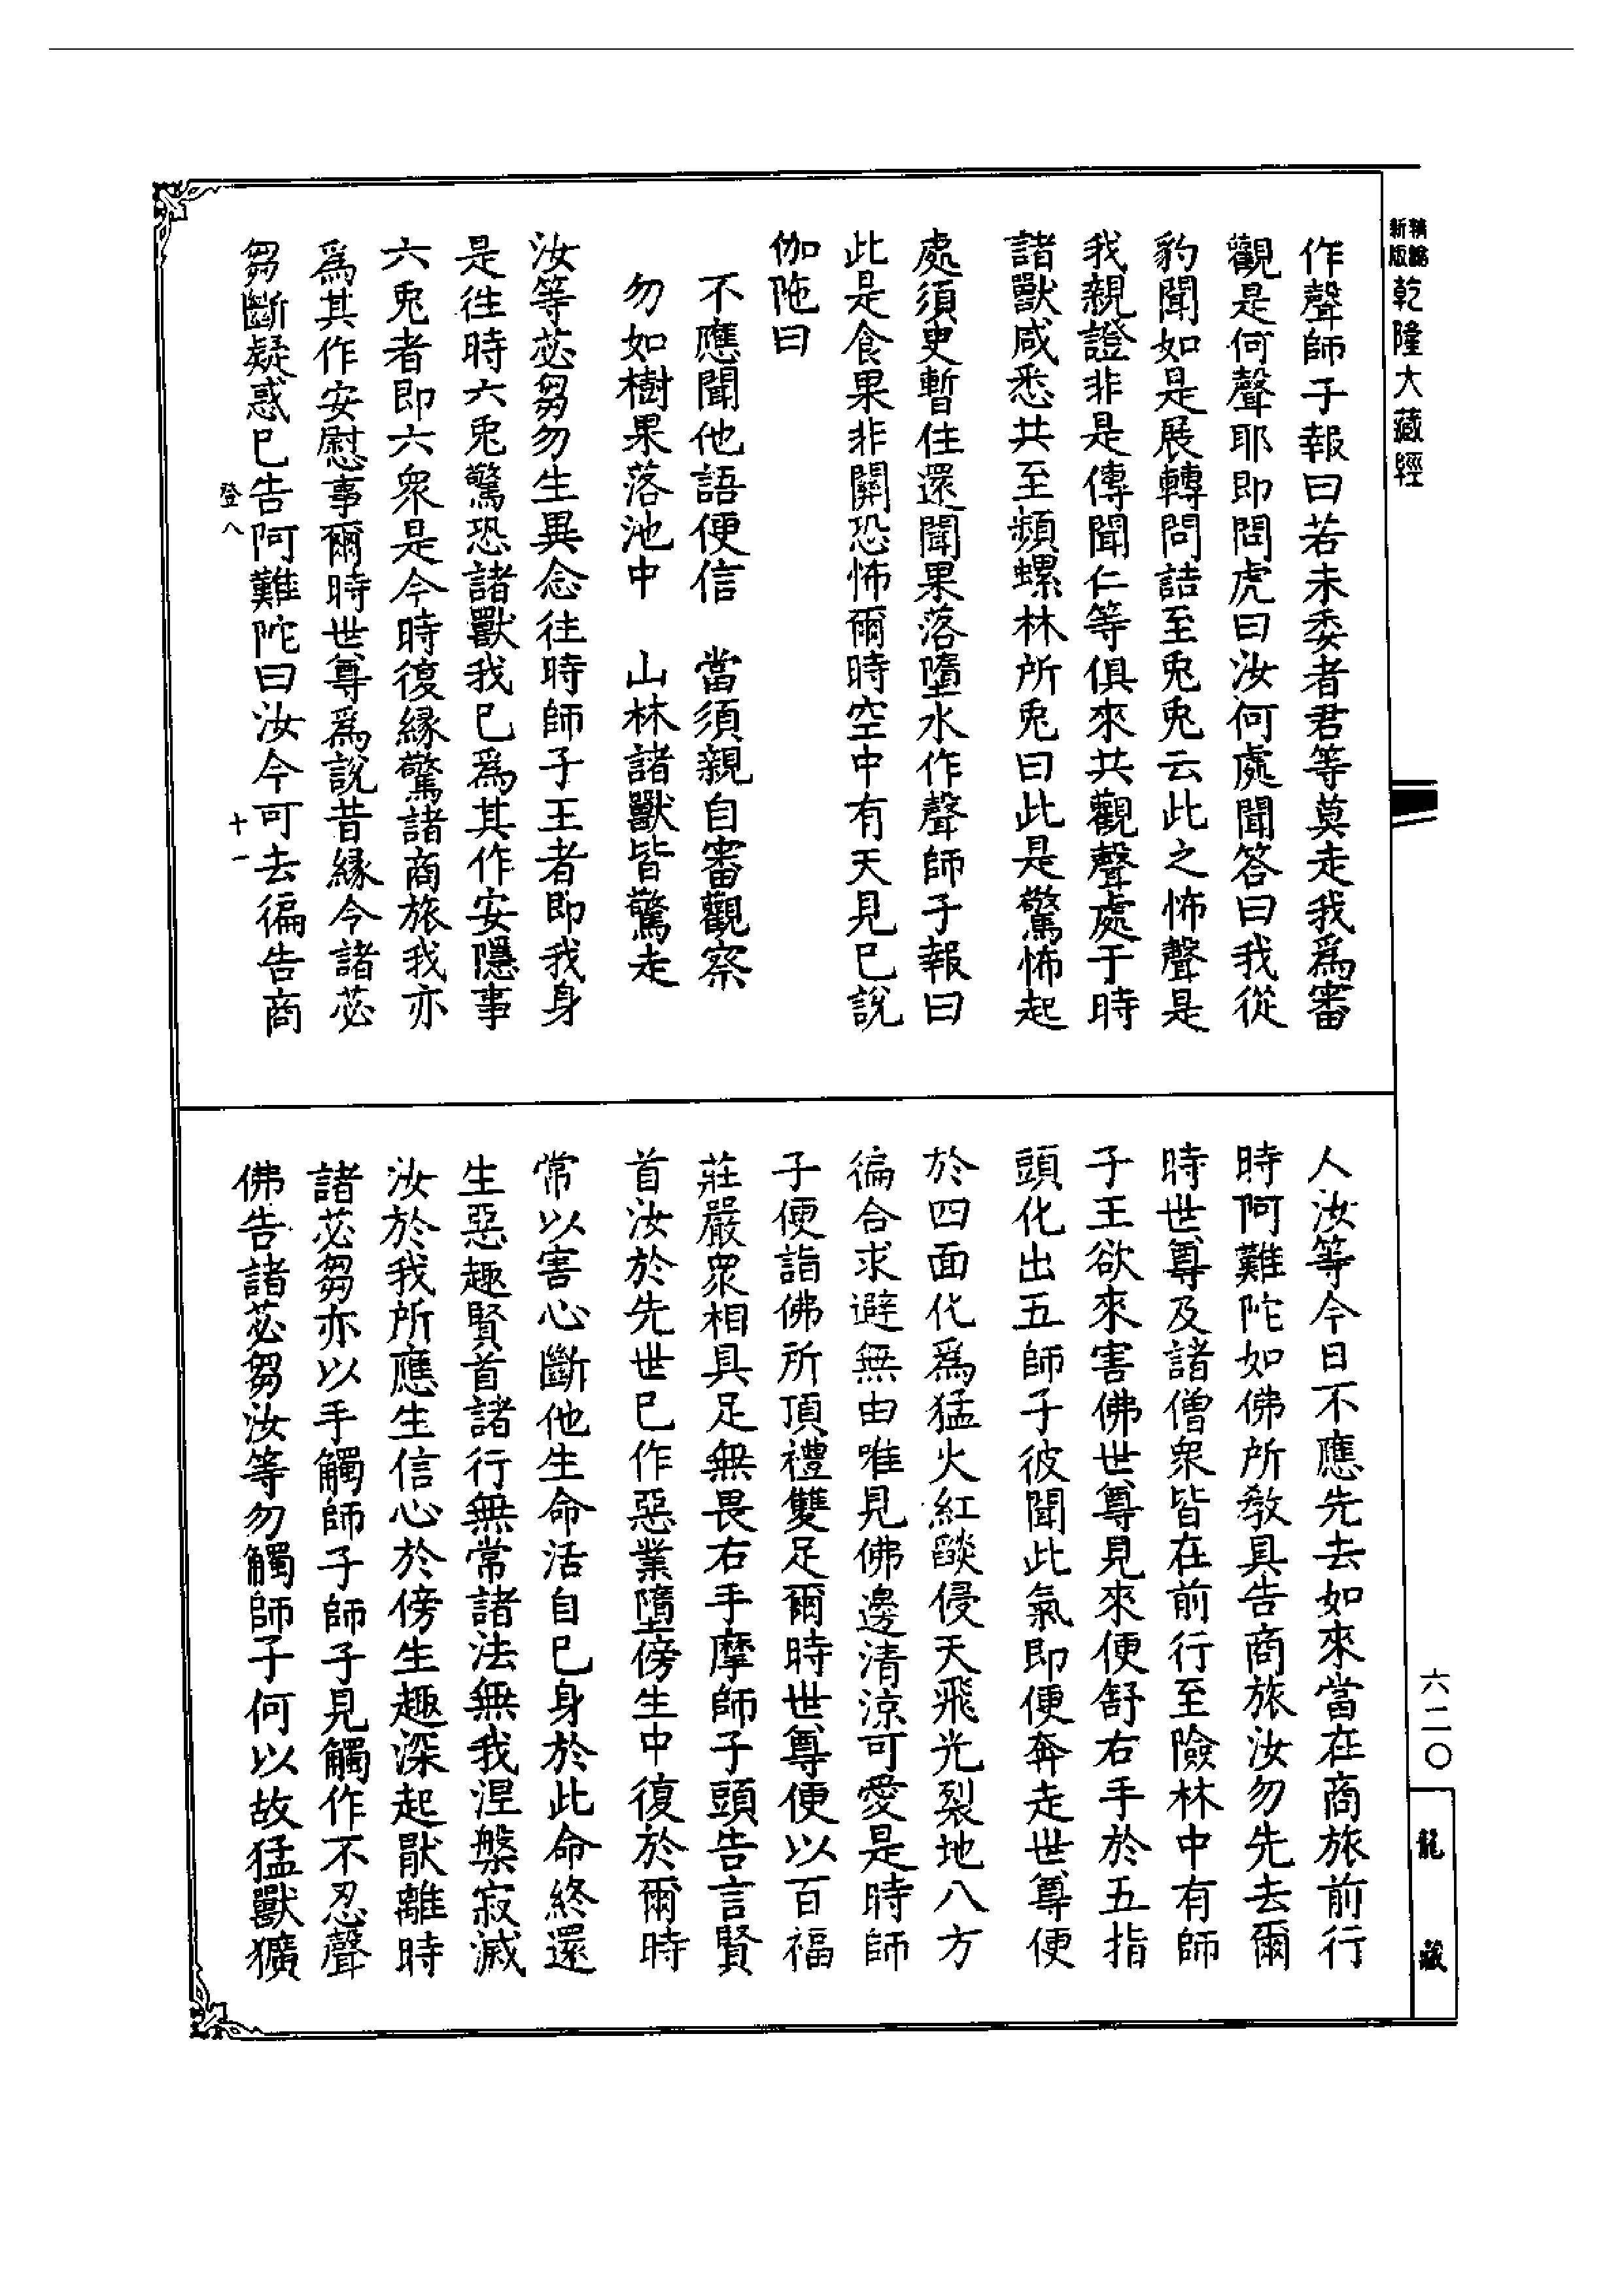 新版
精縮
乾隆大藏經
作聲師子報曰若未委者君等莫走我爲審
觀是何聲耶即問虎曰汝何處聞答曰我從
豹聞如是展轉問詰至兎兎云此之怖聲是
我親證非是傳聞仁等俱來共觀聲處于時
諸獸咸悉共至頻螺林所兎曰此是驚怖起
處須臾暫住還聞果落墮水作聲師子報曰
此是食果非關恐怖爾時空中有天見已說
伽陁曰
不應聞他語便信　當須親自審觀察
勿如樹果落池中　山林諸獸皆驚走
汝等苾芻勿生異念往時師子王者即我身
是往時六兎驚恐諸獸我已爲其作安隱事
六兎者即六衆是今時復緣驚諸商旅我亦
爲其作安慰事爾時世尊爲說昔緣今諸苾
芻斷疑惑已告阿難陀曰汝今可去徧告商
登八　十一
人汝等今日不應先去如來當在商旅前行
時阿難陀如佛所教具告商旅汝勿先去爾
時世尊及諸僧衆皆在前行至險林中有師
子王欲來害佛世尊見來便舒右手於五指
頭化出五師子彼聞此氣即便奔走世尊便
於四面化爲猛火紅燄侵天飛光裂地八方
徧合求避無由唯見佛邊清涼可愛是時師
子便詣佛所頂禮雙足爾時世尊便以百福
莊嚴衆相具足無畏右手摩師子頭告言賢
首汝於先世已作惡業墮傍生中復於爾時
常以害心斷他生命活自已身於此命終還
生惡趣賢首諸行無常諸法無我涅槃寂滅
汝於我所應生信心於傍生趣深起厭離時
諸苾芻亦以手觸師子師子見觸作不忍聲
佛告諸苾芻汝等勿觸師子何以故猛獸獷
六二〇
龍藏